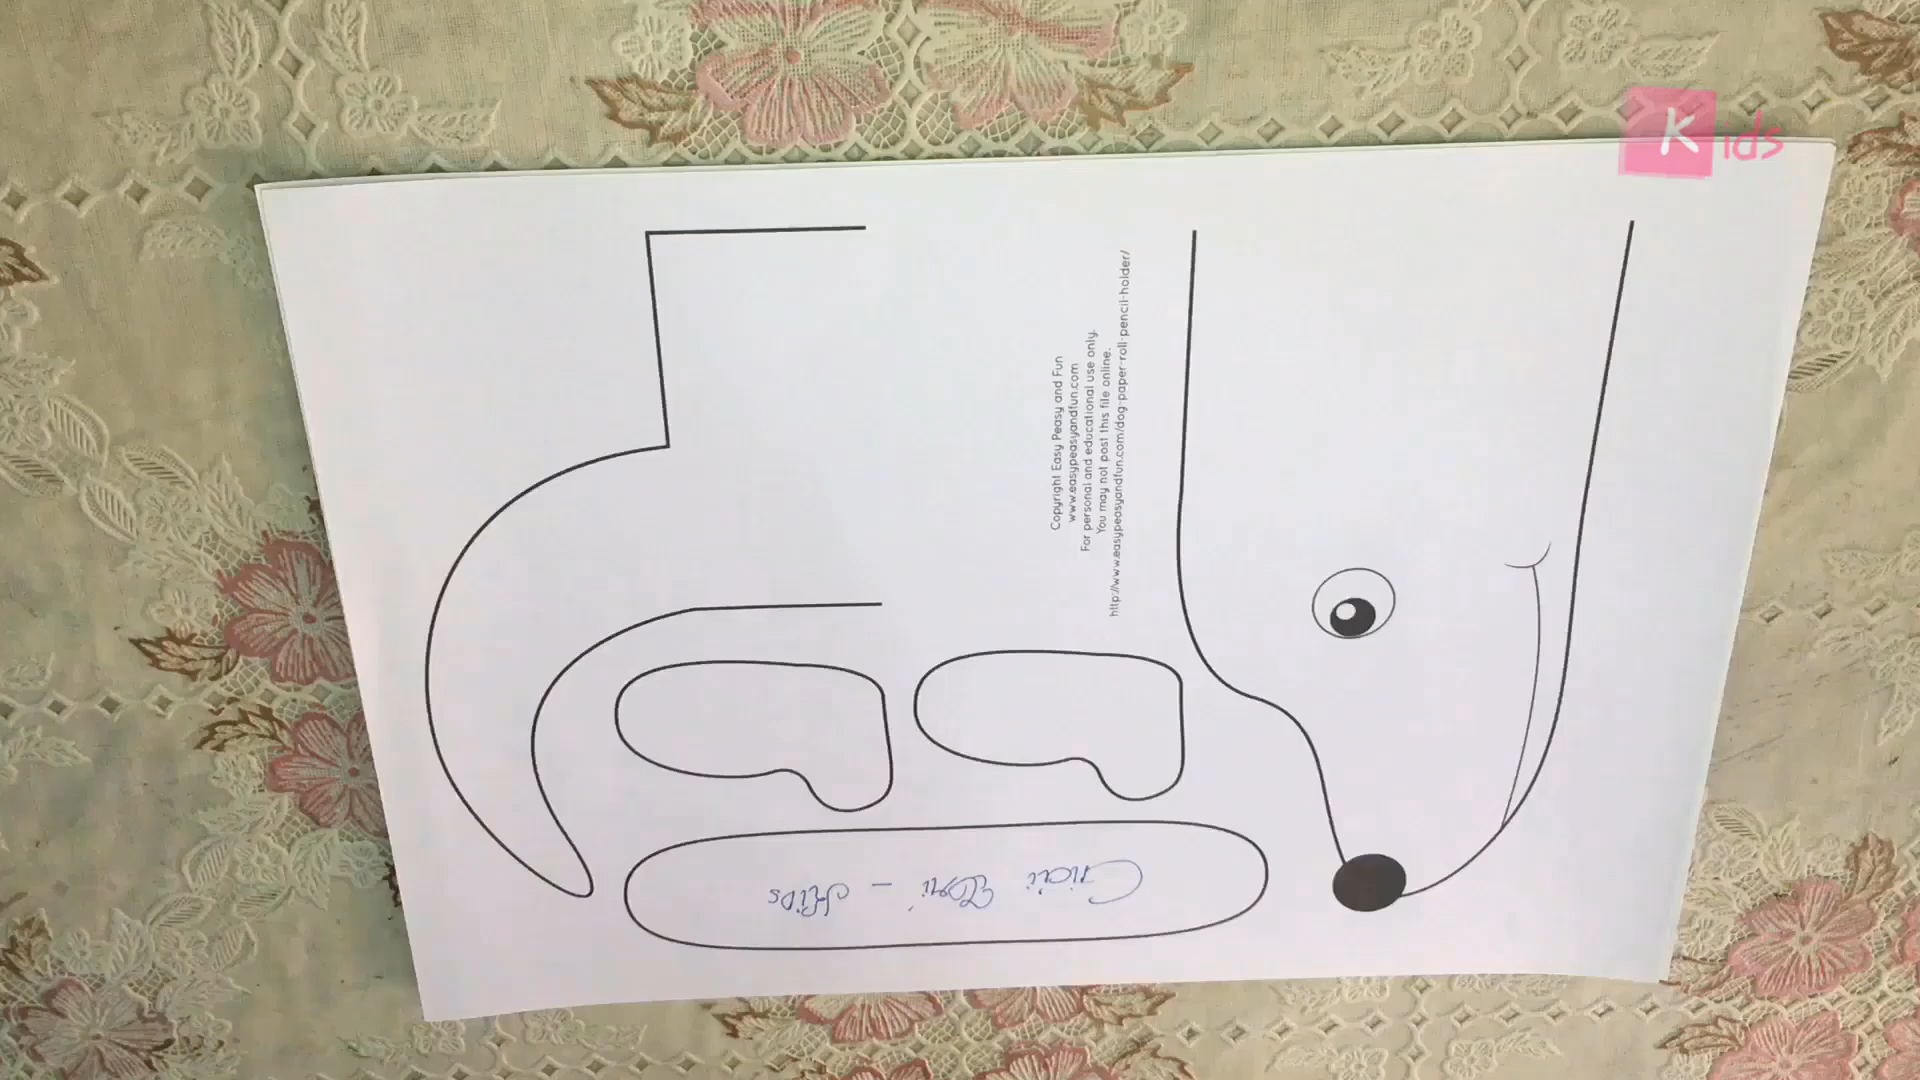 Kids
Copyright Easy Peasy and Fun
www.easypeasyandfun.com
For personal and educational use only.
You may not post this file online.
http://www.easypeasyandfun.com/dog-paper-roll-pencil-holder/
- KiDs